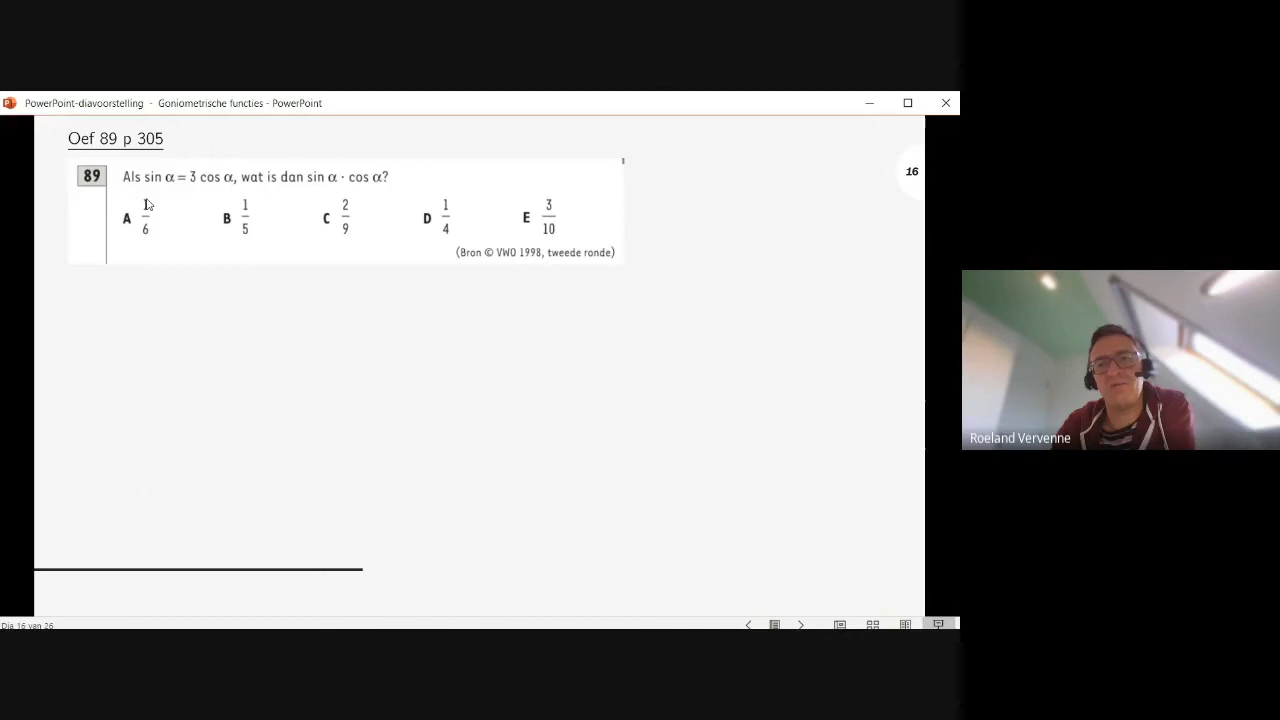 PowerPoint-diavoorstelling - Goniometrische functies - PowerPoint
Oef 89 p 305
16
89 Als sin α = 3 cos α, wat is dan sin α · cos α?
A 1/6 B 1/5 C 2/9 D 1/4 E 3/10
(Bron © VWO 1998, tweede ronde)
Roeland Vervenne
Dia 16 van 26